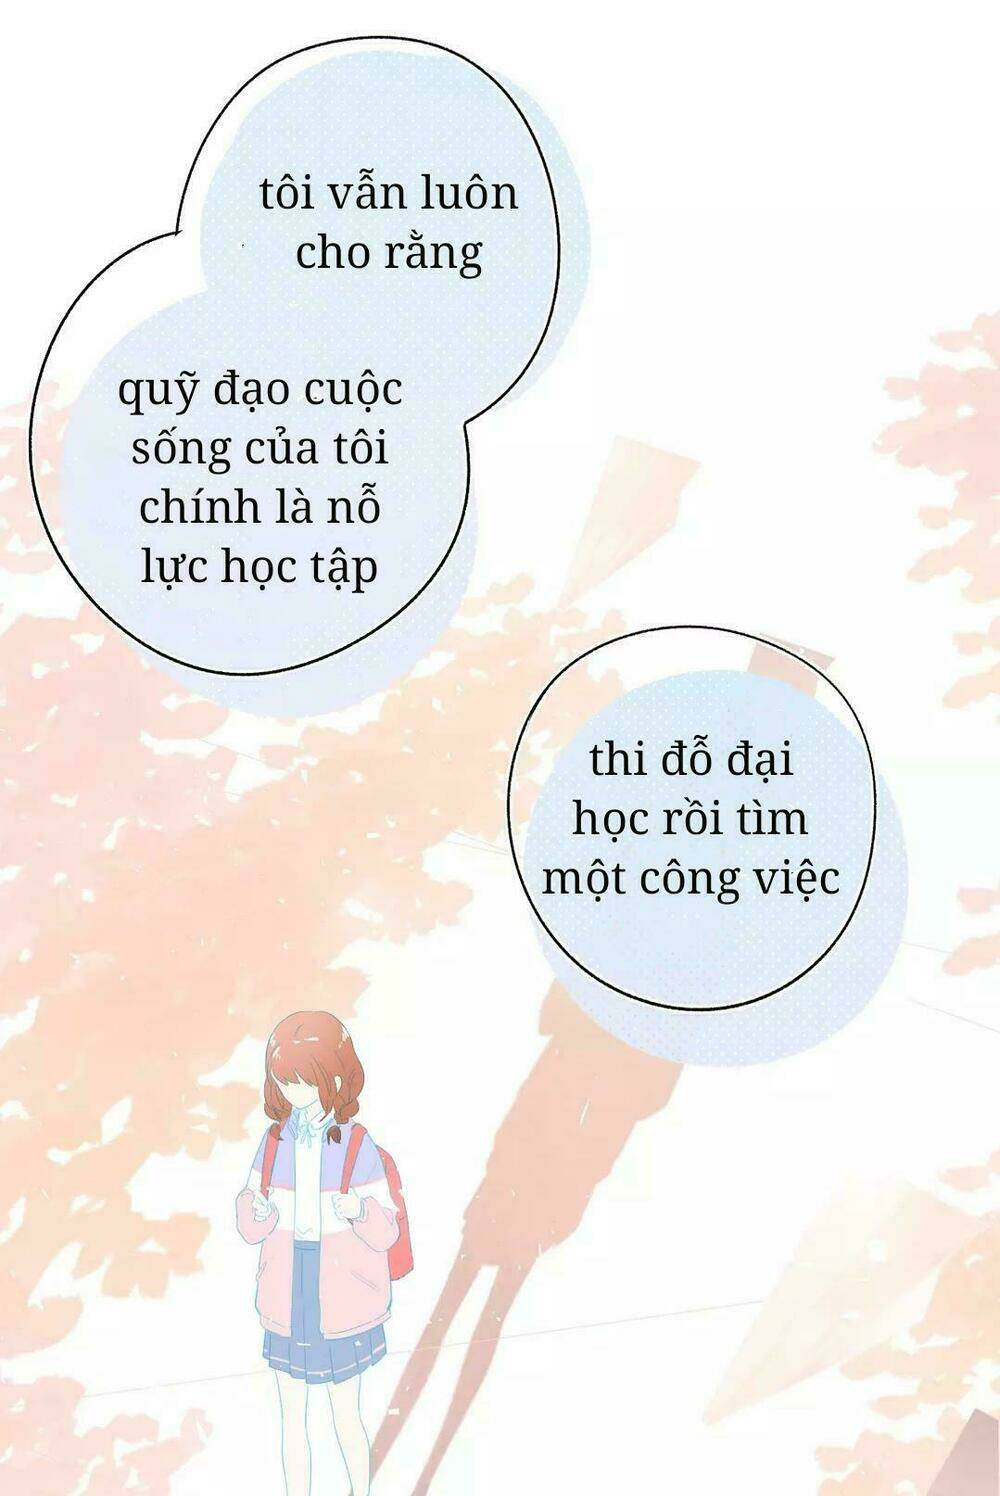 tôi vẫn luôn
cho rằng
quỹ đạo cuộc
sống của tôi
chính là nỗ
lực học tập
thi đỗ đại
học rồi tìm
một công việc